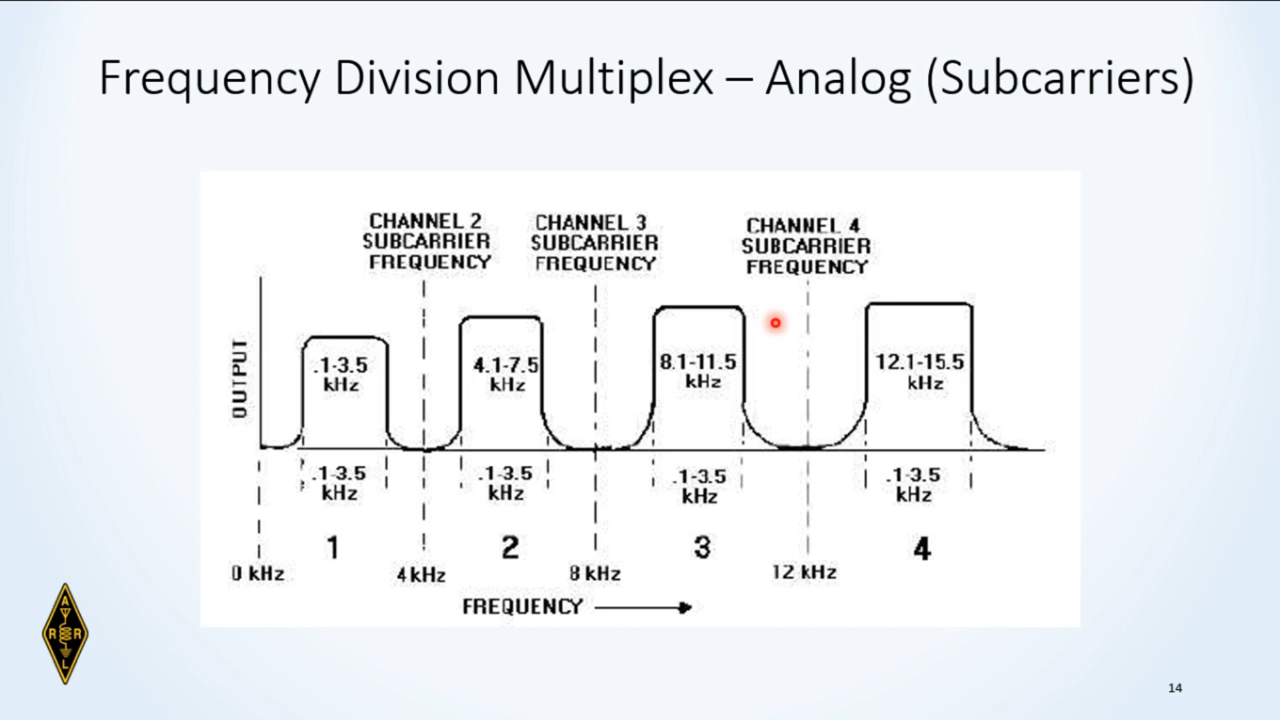 Frequency Division Multiplex – Analog (Subcarriers)
CHANNEL 2
SUBCARRIER
FREQUENCY
CHANNEL 3
SUBCARRIER
FREQUENCY
CHANNEL 4
SUBCARRIER
FREQUENCY
OUTPUT
.1-3.5
kHz
4.1-7.5
kHz
8.1-11.5
kHz
12.1-15.5
kHz
.1-3.5
kHz
.1-3.5
kHz
.1-3.5
kHz
.1-3.5
kHz
1
2
3
4
0 kHz
4 kHz
8 kHz
12 kHz
FREQUENCY
A
R R
L
14